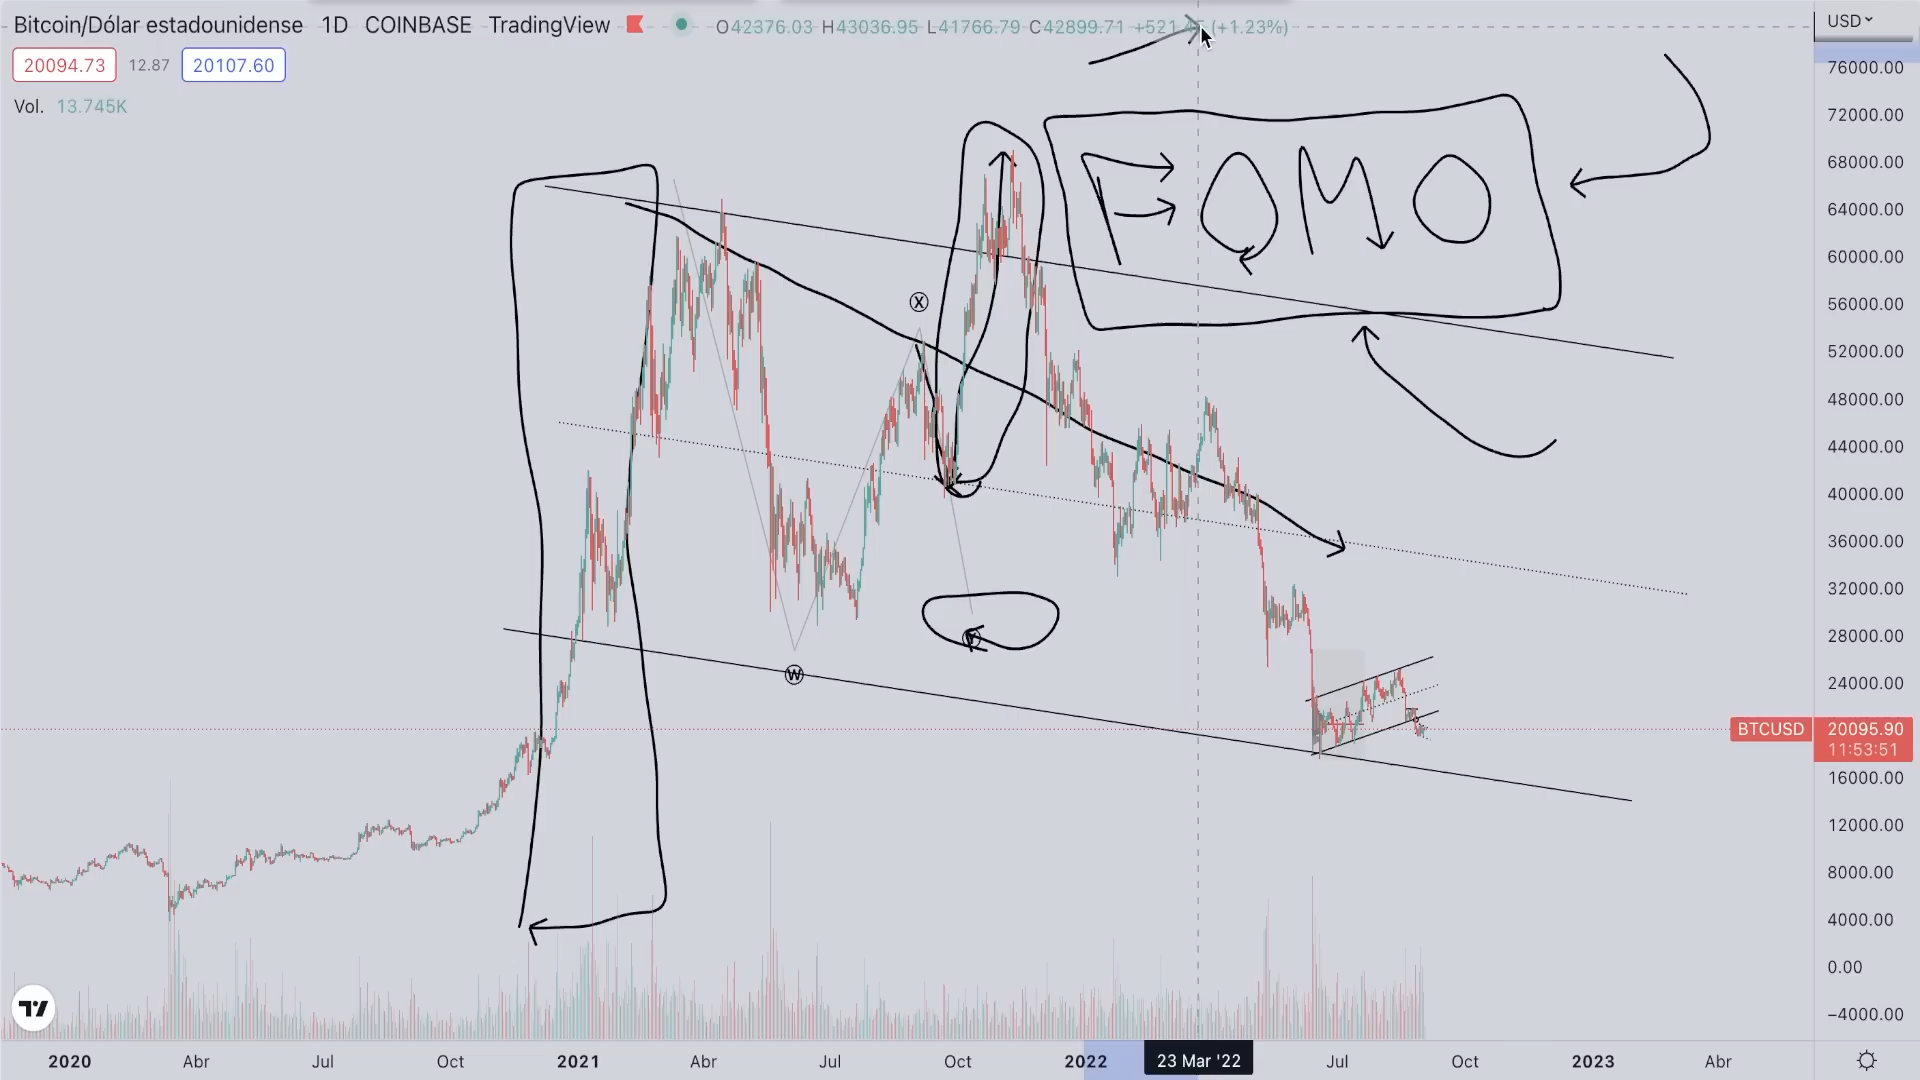 Bitcoin/Dólar estadounidense 1D COINBASE TradingView
O42376.03 H43036.95 L41766.79 C42899.71 (+1.23%)
USD
20094.73 12.87 20107.60
Vol. 13.745K
76000.00
72000.00
68000.00
64000.00
60000.00
56000.00
52000.00
48000.00
44000.00
40000.00
36000.00
32000.00
28000.00
24000.00
BTCUSD 20095.90
11:53:51
16000.00
12000.00
8000.00
4000.00
0.00
−4000.00
FOMO
X
W
2020 Abr Jul Oct 2021 Abr Jul Oct 2022 23 Mar '22 Jul Oct 2023 Abr